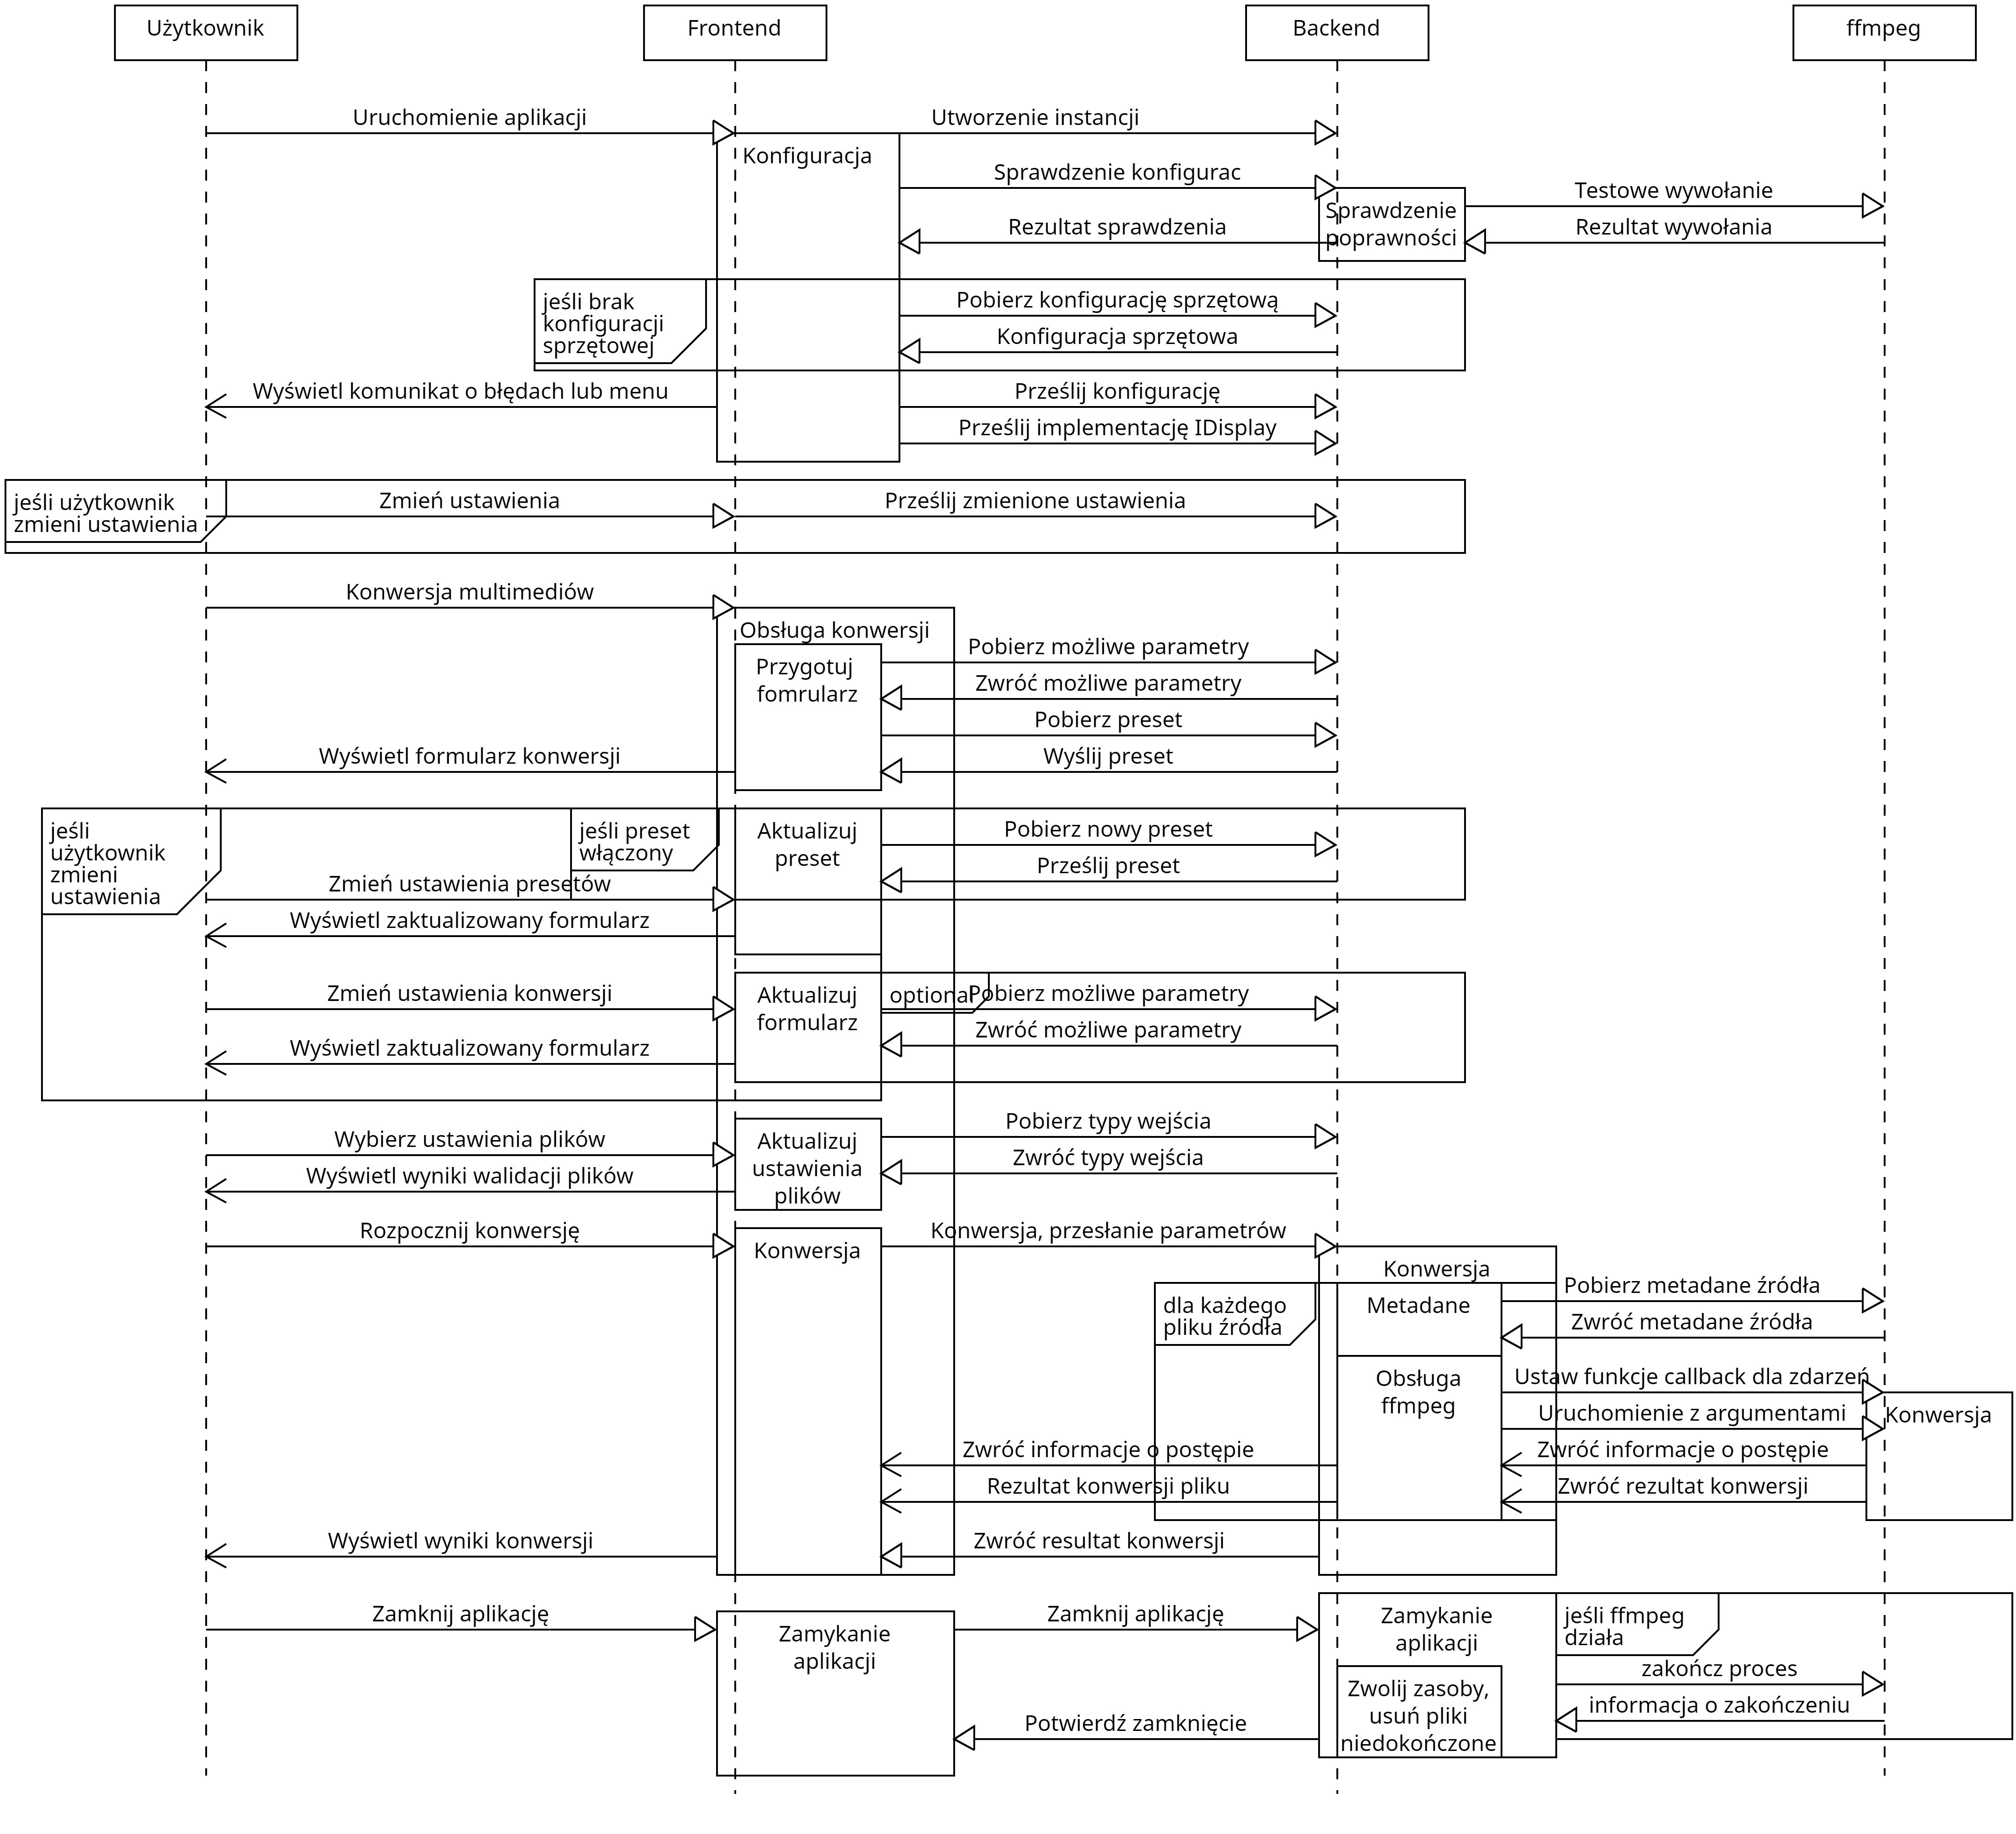 Użytkownik
Frontend
Backend
ffmpeg
Uruchomienie aplikacji
Utworzenie instancji
Konfiguracja
Sprawdzenie konfigurac
Testowe wywołanie
Sprawdzenie
poprawności
Rezultat sprawdzenia
Rezultat wywołania
jeśli brak
konfiguracji
sprzętowej
Pobierz konfigurację sprzętową
Konfiguracja sprzętowa
Wyświetl komunikat o błędach lub menu
Prześlij konfigurację
Prześlij implementację IDisplay
jeśli użytkownik
zmieni ustawienia
Zmień ustawienia
Prześlij zmienione ustawienia
Konwersja multimediów
Obsługa konwersji
Przygotuj
fomrularz
Pobierz możliwe parametry
Zwróć możliwe parametry
Pobierz preset
Wyświetl formularz konwersji
Wyślij preset
jeśli
użytkownik
zmieni
ustawienia
jeśli preset
włączony
Aktualizuj
preset
Pobierz nowy preset
Prześlij preset
Zmień ustawienia presetów
Wyświetl zaktualizowany formularz
Zmień ustawienia konwersji
Aktualizuj
formularz
optional
Pobierz możliwe parametry
Zwróć możliwe parametry
Wyświetl zaktualizowany formularz
Pobierz typy wejścia
Wybierz ustawienia plików
Aktualizuj
ustawienia
plików
Zwróć typy wejścia
Wyświetl wyniki walidacji plików
Rozpocznij konwersję
Konwersja
Konwersja, przesłanie parametrów
Konwersja
dla każdego
pliku źródła
Metadane
Pobierz metadane źródła
Zwróć metadane źródła
Obsługa
ffmpeg
Ustaw funkcje callback dla zdarzeń
Uruchomienie z argumentami
Konwersja
Zwróć informacje o postępie
Zwróć informacje o postępie
Rezultat konwersji pliku
Zwróć rezultat konwersji
Wyświetl wyniki konwersji
Zwróć resultat konwersji
Zamknij aplikację
Zamykanie
aplikacji
Zamknij aplikację
Zamykanie
aplikacji
jeśli ffmpeg
działa
zakończ proces
Zwolij zasoby,
usuń pliki
niedokończone
informacja o zakończeniu
Potwierdź zamknięcie